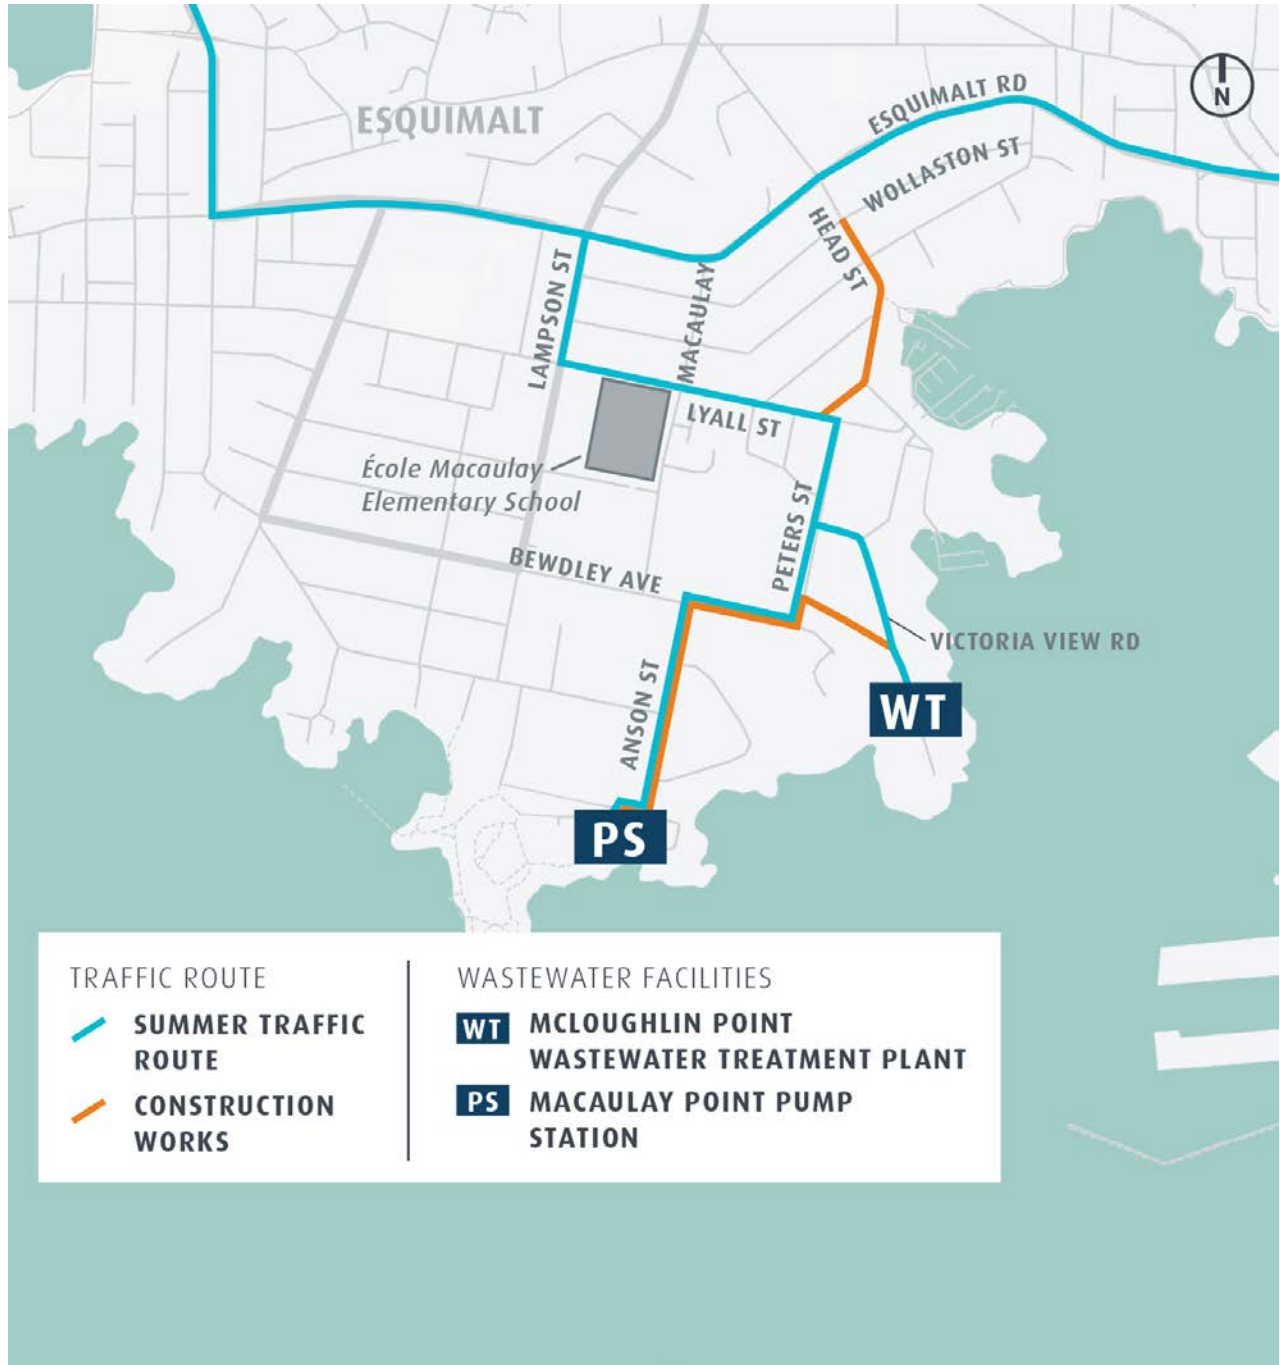 N
ESQUIMALT
ESQUIMALT RD
WOLLASTON ST
HEAD ST
LAMPSON ST
MACAULAY
LYALL ST
École Macaulay
Elementary School
PETERS ST
BEWDLEY AVE
VICTORIA VIEW RD
ANSON ST
WT
PS
TRAFFIC ROUTE
SUMMER TRAFFIC
ROUTE
CONSTRUCTION
WORKS
WASTEWATER FACILITIES
WT MCLOUGHLIN POINT
WASTEWATER TREATMENT PLANT
PS MACAULAY POINT PUMP
STATION